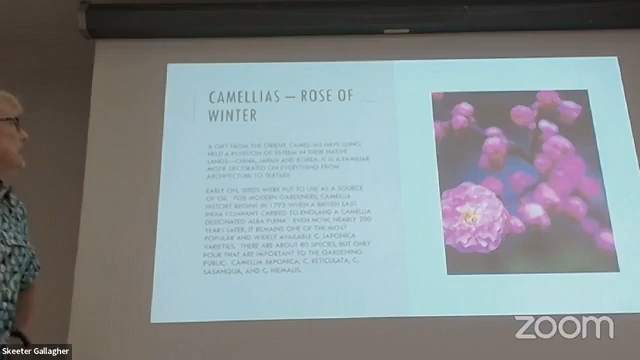 CAMELLIAS – ROSE OF
WINTER
A GIFT FROM THE ORIENT, CAMELLIAS HAVE LONG
HELD A POSITION OF ESTEEM IN THEIR NATIVE
LANDS—CHINA, JAPAN AND KOREA. IT IS A FAMILIAR
MOTIF DECORATED ON EVERYTHING FROM
ARCHITECTURE TO TEXTILES.
EARLY ON, SEEDS WERE PUT TO USE AS A SOURCE
OF OIL. FOR MODERN GARDENERS, CAMELLIA
HISTORY BEGINS IN 1792 WHEN A BRITISH EAST
INDIA COMPANY CARRIED TO ENGLAND A CAMELLIA
DESIGNATED ALBA PLENA. EVEN NOW, NEARLY 200
YEARS LATER, IT REMAINS ONE OF THE MOST
POPULAR AND WIDELY AVAILABLE C. JAPONICA
VARIETIES. THERE ARE ABOUT 80 SPECIES, BUT ONLY
FOUR THAT ARE IMPORTANT TO THE GARDENING
PUBLIC: CAMELLIA JAPONICA, C. RETICULATA, C.
SASANQUA, AND C. HIEMALIS.
zoom
Skeeter Gallagher